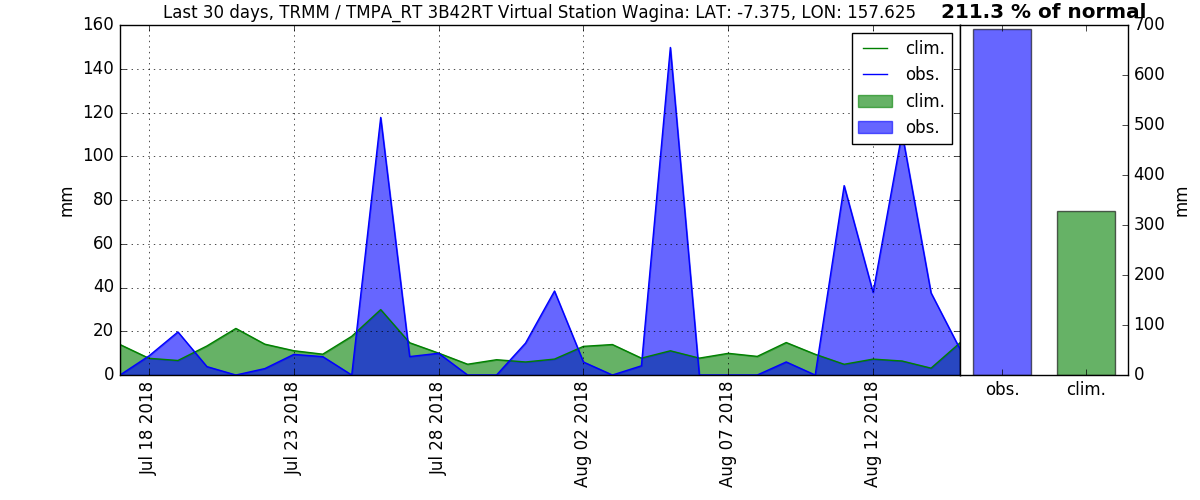 Last 30 days, TRMM / TMPA_RT 3B42RT Virtual Station Wagina: LAT: -7.375, LON: 157.625
211.3 % of normal
160
140
120
100
80
60
40
20
0
mm
clim.
obs.
clim.
obs.
Jul 18 2018
Jul 23 2018
Jul 28 2018
Aug 02 2018
Aug 07 2018
Aug 12 2018
700
600
500
400
300
200
100
0
mm
obs.
clim.